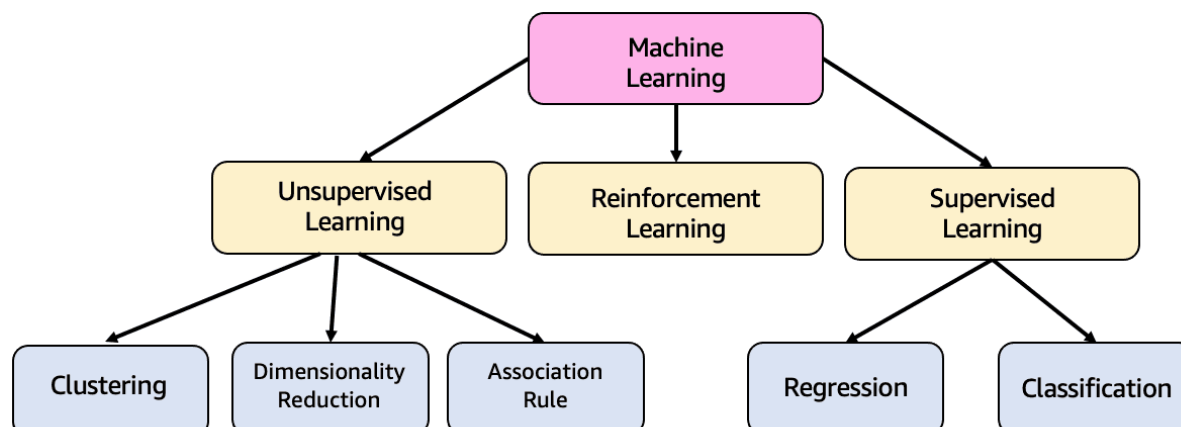 Machine
Learning
Unsupervised
Learning
Reinforcement
Learning
Supervised
Learning
Clustering
Dimensionality
Reduction
Association
Rule
Regression
Classification